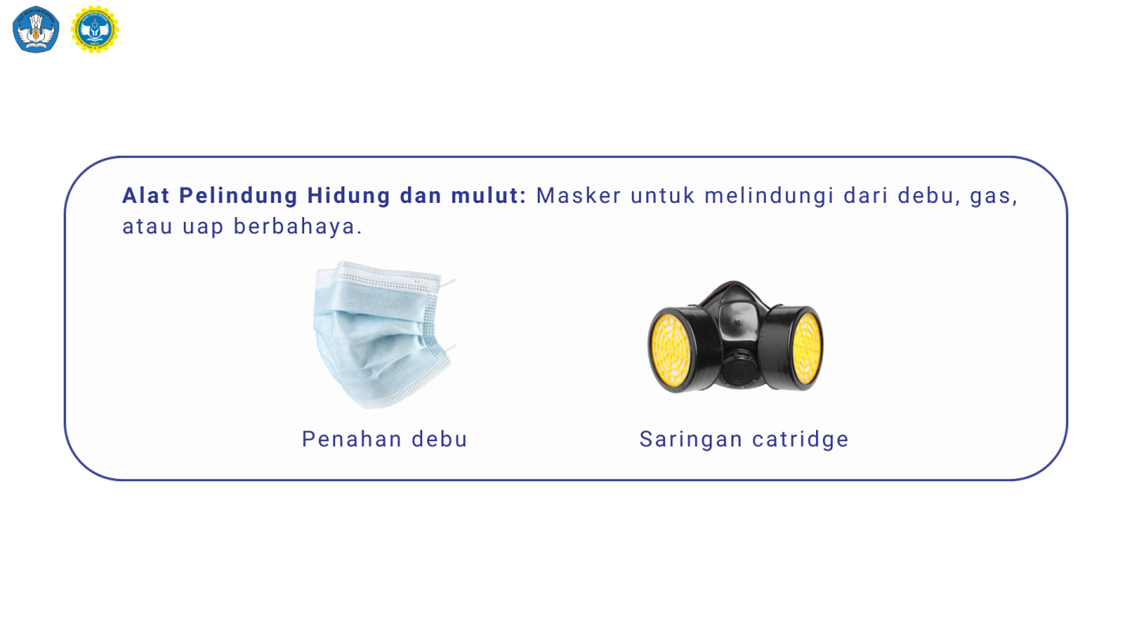 Alat Pelindung Hidung dan mulut: Masker untuk melindungi dari debu, gas,
atau uap berbahaya.
Penahan debu
Saringan catridge